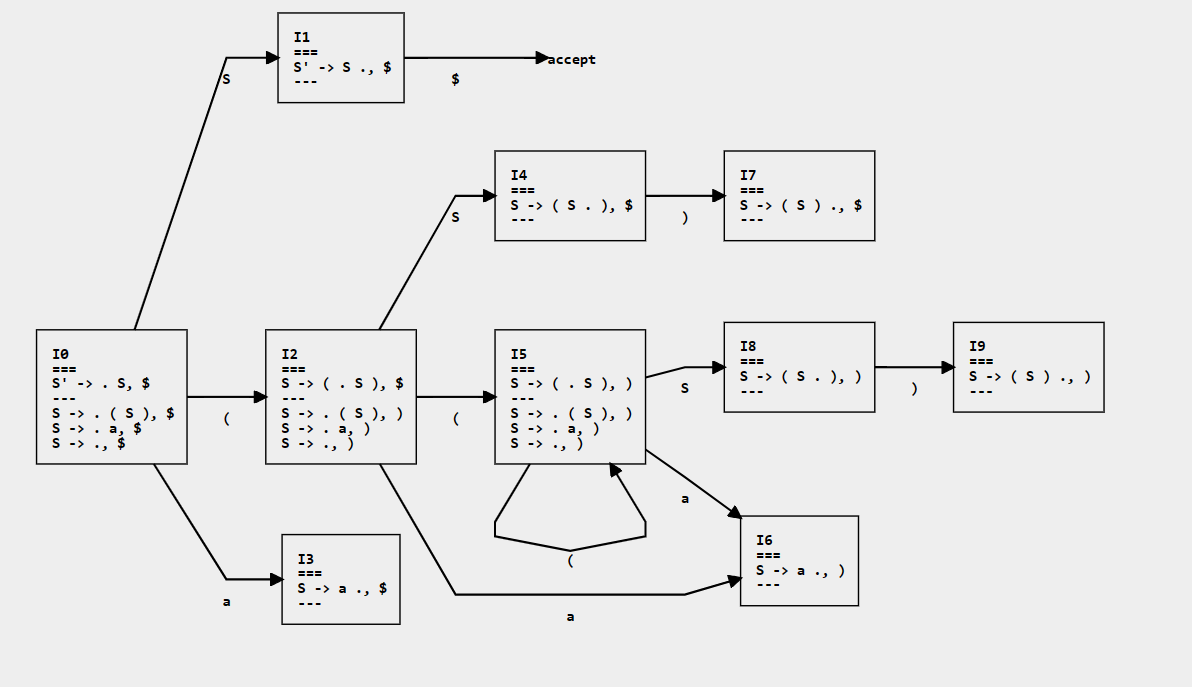 I1
===
S' -> S ., $
---
S
$
accept
I4
===
S -> ( S . ), $
---
S
)
I7
===
S -> ( S ) ., $
---
I0
===
S' -> . S, $
---
S -> . ( S ), $
S -> . a, $
S -> ., $
(
I2
===
S -> ( . S ), $
---
S -> . ( S ), )
S -> . a, )
S -> ., )
(
I5
===
S -> ( . S ), )
---
S -> . ( S ), )
S -> . a, )
S -> ., )
S
I8
===
S -> ( S . ), )
---
)
I9
===
S -> ( S ) ., )
---
a
(
I6
===
S -> a ., )
---
I3
===
S -> a ., $
---
a
a